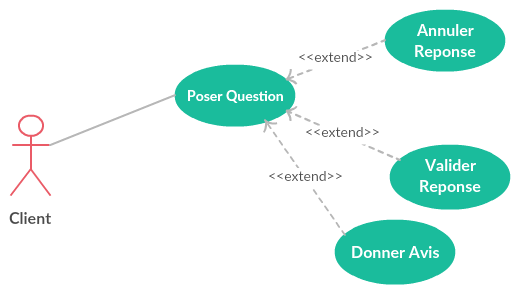 Annuler
Reponse
<<extend>>
Poser Question
<<extend>>
Valider
Reponse
<<extend>>
Client
Donner Avis